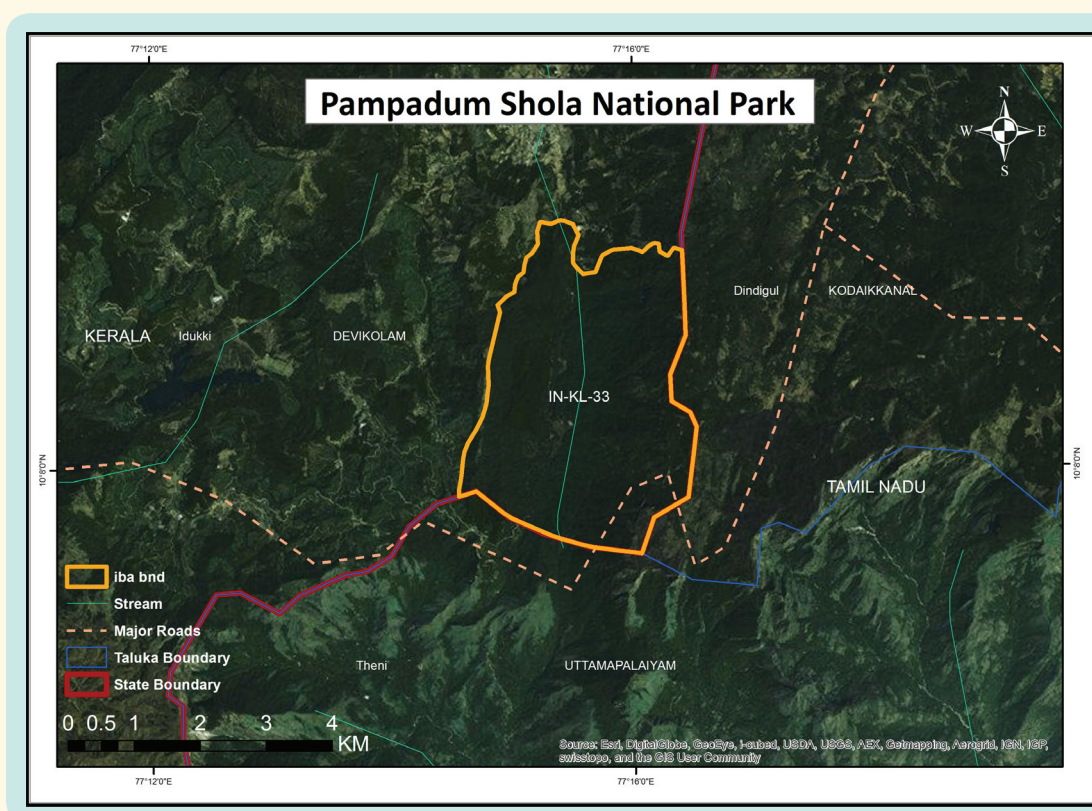 77°12'0"E
77°16'0"E
Pampadum Shola National Park
N
W E
S
Dindigul
KODAIKKANAL
KERALA
Idukki
DEVIKOLAM
IN-KL-33
10°8'0"N
10°8'0"N
TAMIL NADU
iba bnd
Stream
Major Roads
Taluka Boundary
State Boundary
Theni
UTTAMAPALAIYAM
0 0.5 1 2 3 4
KM
Source: Esri, DigitalGlobe, GeoEye, i-cubed, USDA, USGS, AEX, Getmapping, Aerogrid, IGN, IGP,
swisstopo, and the GIS User Community
77°12'0"E
77°16'0"E